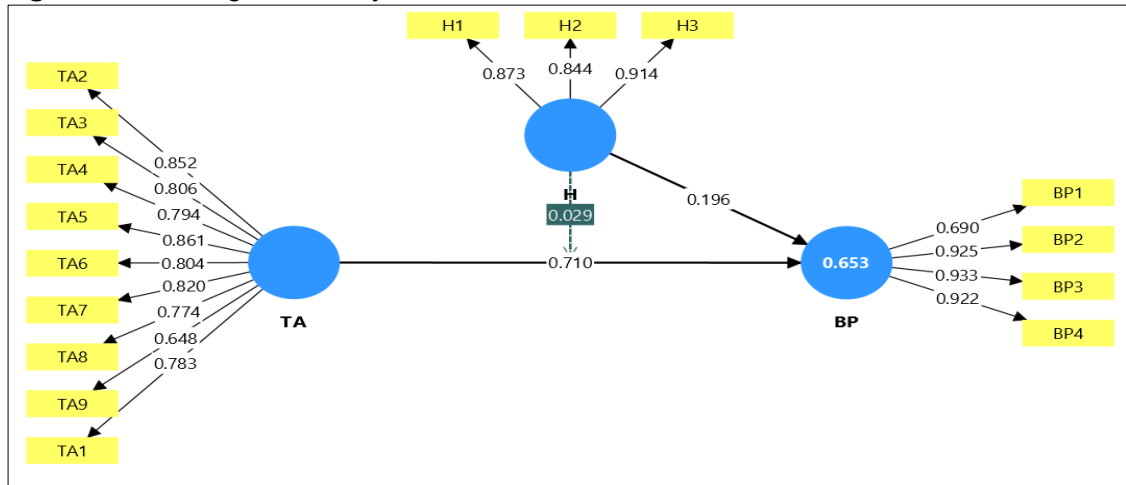 H1
H2
H3
0.873
0.844
0.914
TA2
TA3
TA4
TA5
TA6
TA7
TA8
TA9
TA1
0.852
0.806
0.794
0.861
0.804
0.820
0.774
0.648
0.783
TA
H
0.029
0.196
0.710
0.653
BP
0.690
0.925
0.933
0.922
BP1
BP2
BP3
BP4